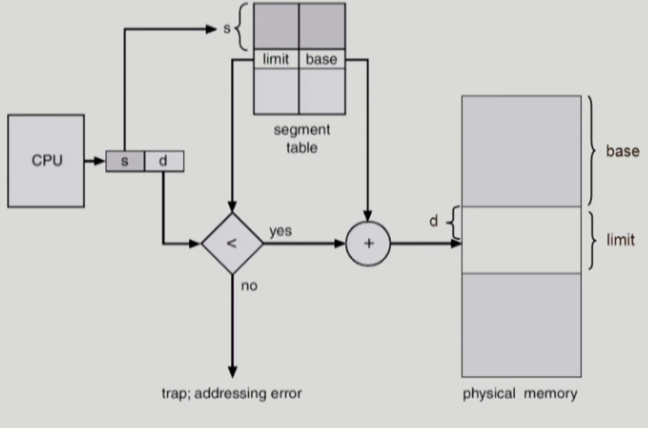 s
limit base
segment
table
CPU
s d
base
d
limit
<
yes
+
no
trap; addressing error
physical memory